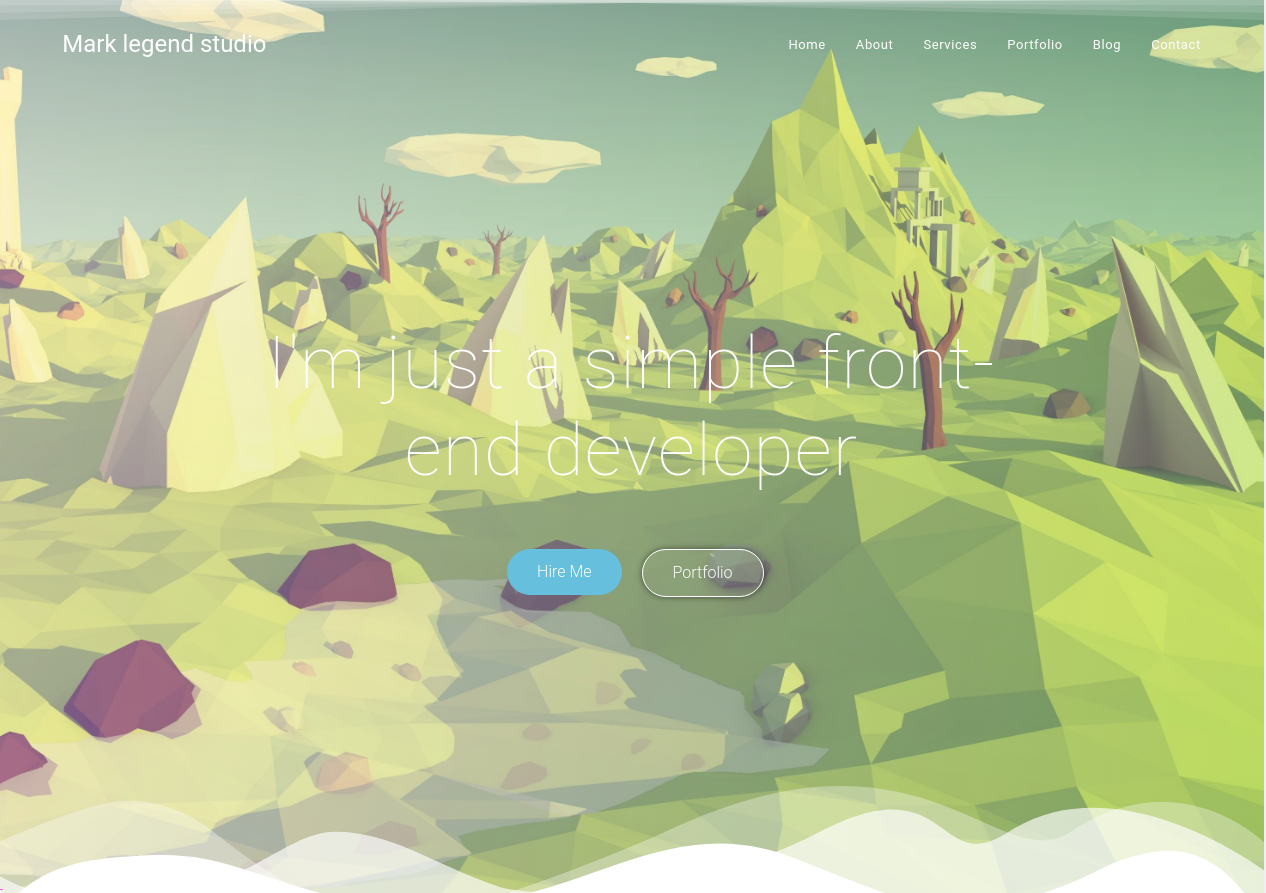 Mark legend studio
Home About Services Portfolio Blog Contact
I'm just a simple front-
end developer
Hire Me Portfolio